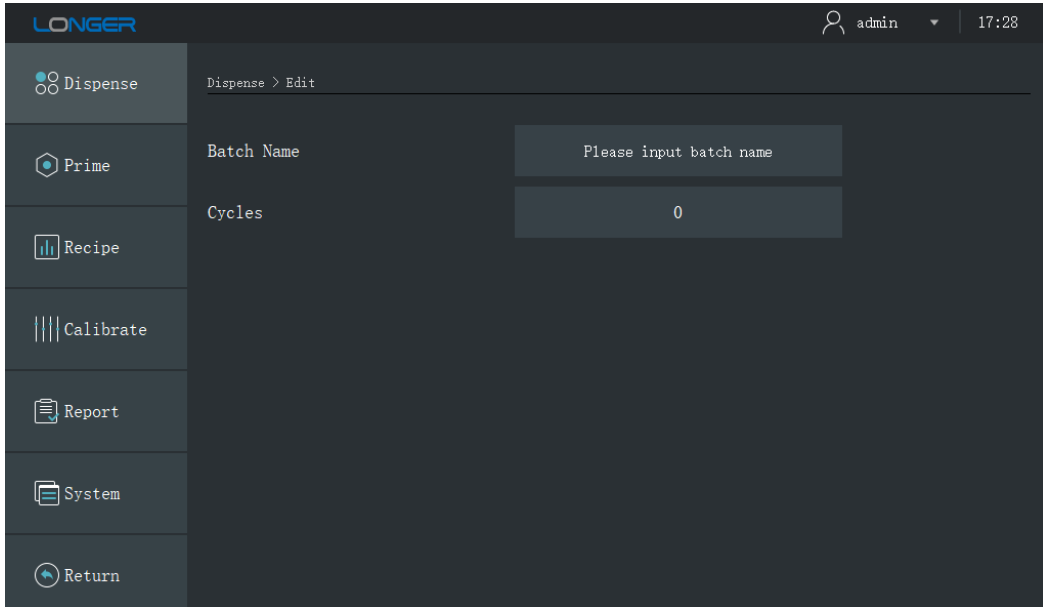 LONGER
admin
17:28
Dispense
Prime
Recipe
Calibrate
Report
System
Return
Dispense > Edit
Batch Name
Please input batch name
Cycles
0